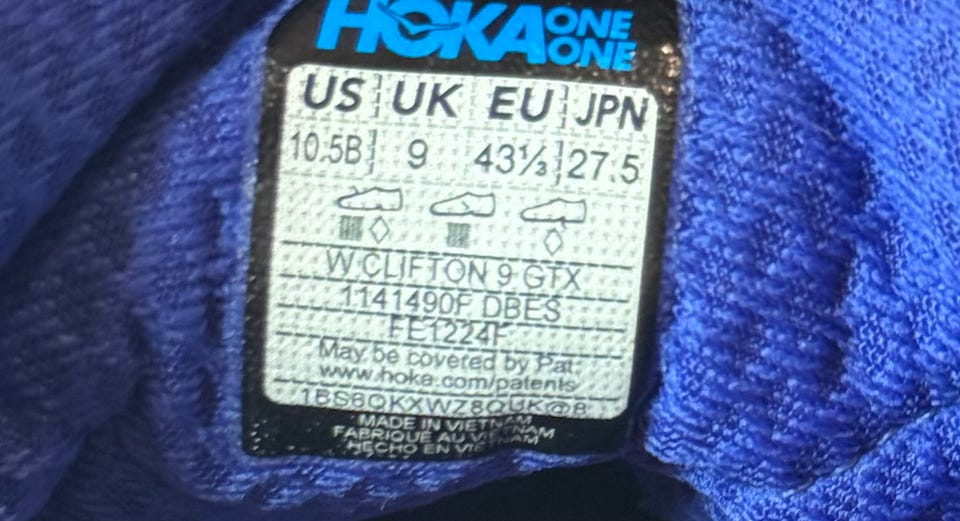 HOKA ONE ONE
US UK EU JPN
10.5B 9 43⅓ 27.5
W CLIFTON 9 GTX
1141490F DBES
FE1224F
May be covered by Pat:
www.hoka.com/patents
1BS6QKXWZ8QUK@8
MADE IN VIETNAM
FABRIQUÉ AU VIETNAM
HECHO EN VIETNAM